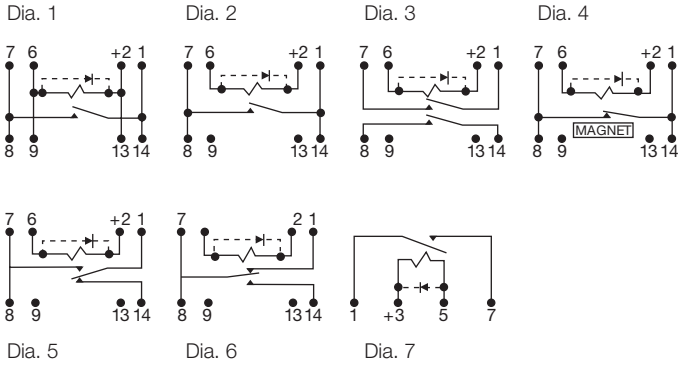 Dia. 1 Dia. 2 Dia. 3 Dia. 4
7 6 +2 1 7 6 +2 1 7 6 +2 1 7 6 +2 1
MAGNET
8 9 13 14 8 9 13 14 8 9 13 14 8 9 13 14
7 6 +2 1 7 2 1
8 9 13 14 8 9 13 14 1 +3 5 7
Dia. 5 Dia. 6 Dia. 7